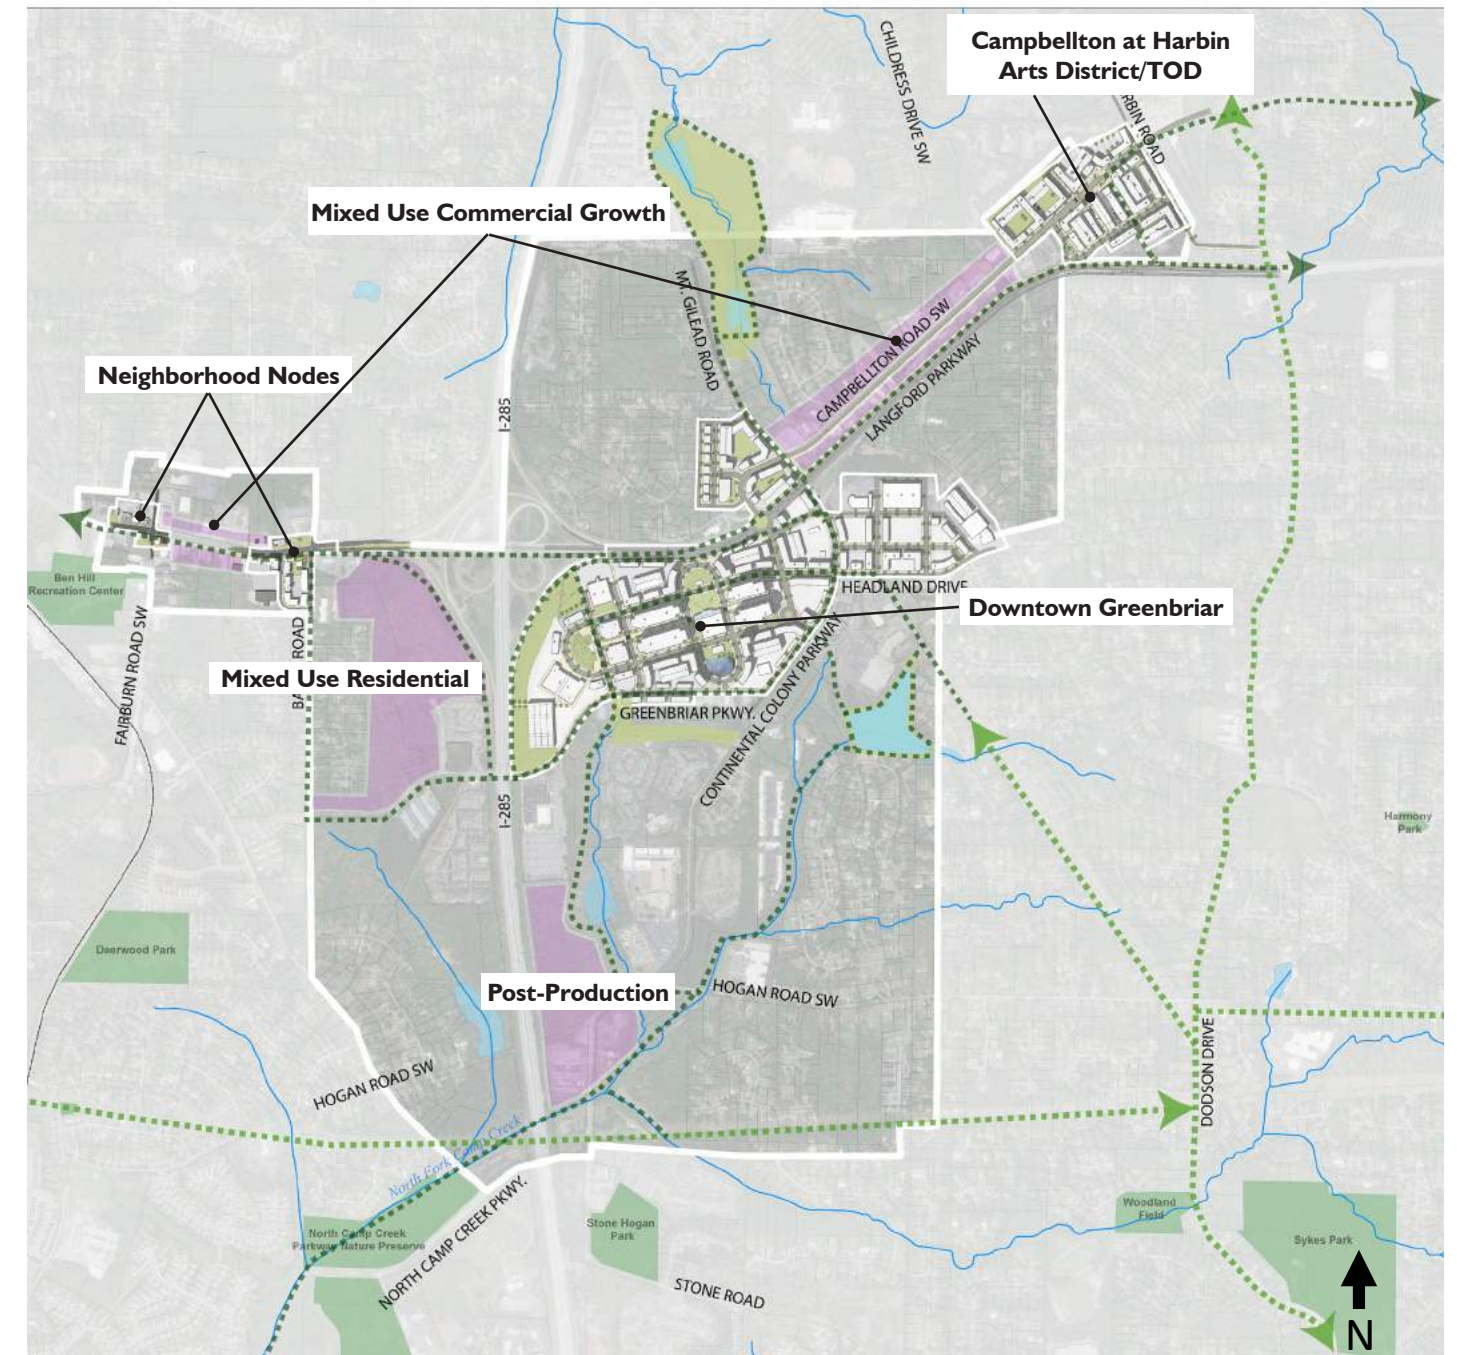 Campbellton at Harbin
Arts District/TOD
CHILDRESS DRIVE SW
RBIN ROAD
Mixed Use Commercial Growth
MT. GILEAD ROAD
CAMPBELLTON ROAD SW
LANGFORD PARKWAY
Neighborhood Nodes
I-285
Ben Hill
Recreation Center
HEADLAND DRIVE
Downtown Greenbriar
FAIRBURN ROAD SW
BA
ROAD
Mixed Use Residential
GREENBRIAR PKWY.
CONTINENTAL COLONY PARKWAY
I-285
Harmony
Park
Deerwood Park
Post-Production
HOGAN ROAD SW
HOGAN ROAD SW
DODSON DRIVE
North Fork Camp Creek
North Camp Creek
Parkway Nature Preserve
NORTH CAMP CREEK PKWY.
Stone Hogan
Park
Woodland
Field
Sykes Park
STONE ROAD
N